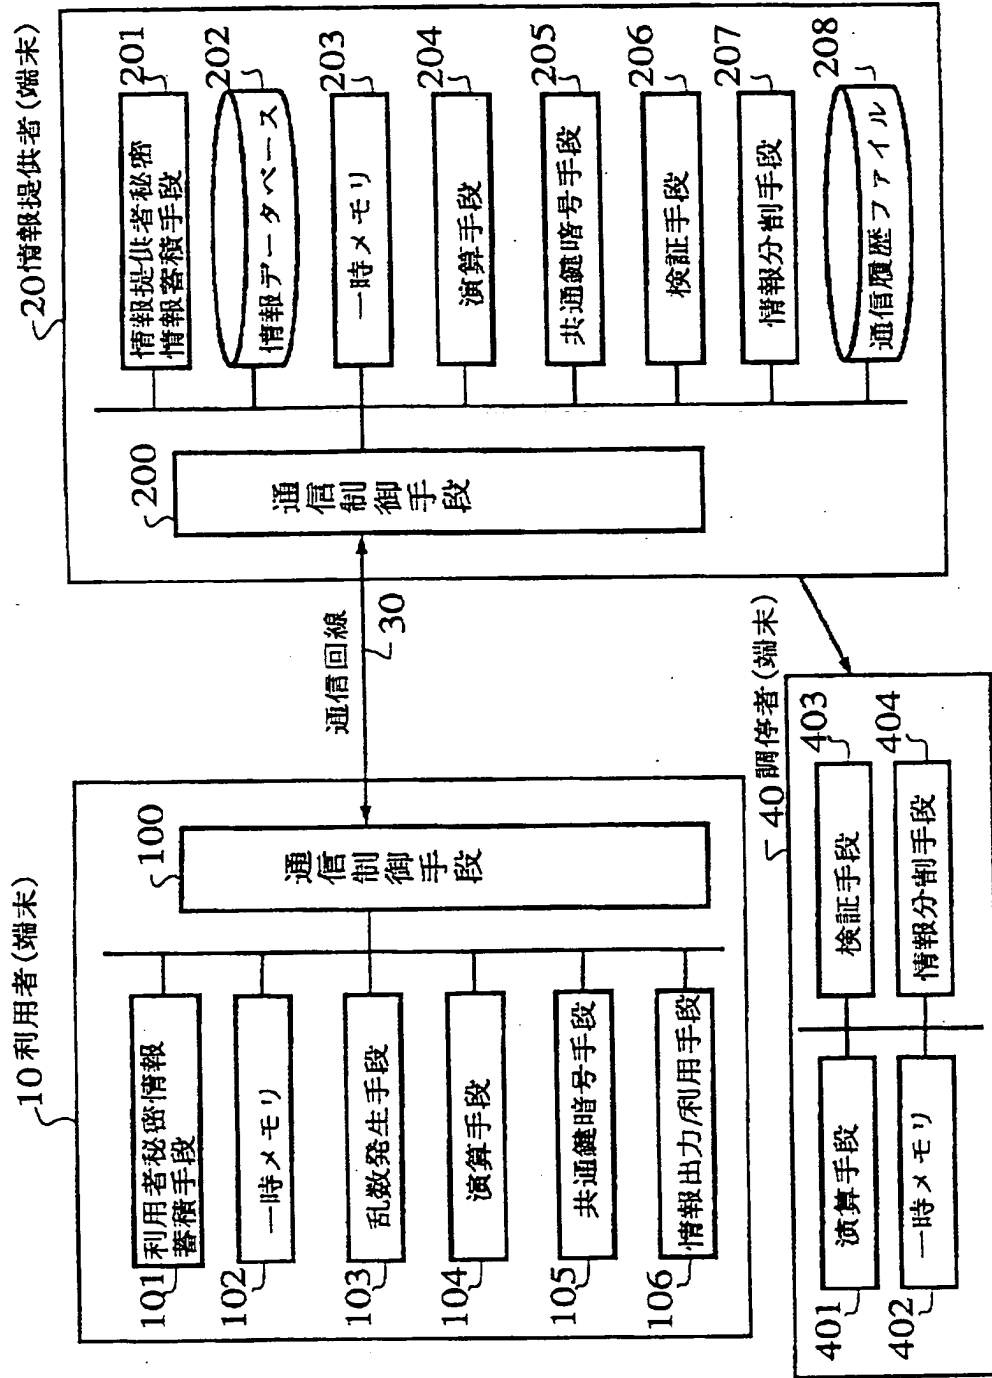 10 利用者(端末)
101
利用者秘密情報
蓄積手段
102
一時メモリ
103
乱数発生手段
104
演算手段
105
共通鍵暗号手段
106
情報出力/利用手段
100
通信制御手段
通信回線
30
20 情報提供者(端末)
200
通信制御手段
情報提供者秘密
情報蓄積手段
201
情報データベース
202
一時メモリ
203
演算手段
204
共通鍵暗号手段
205
検証手段
206
情報分割手段
207
通信履歴ファイル
208
40 調停者(端末)
401
演算手段
402
一時メモリ
検証手段
403
情報分割手段
404